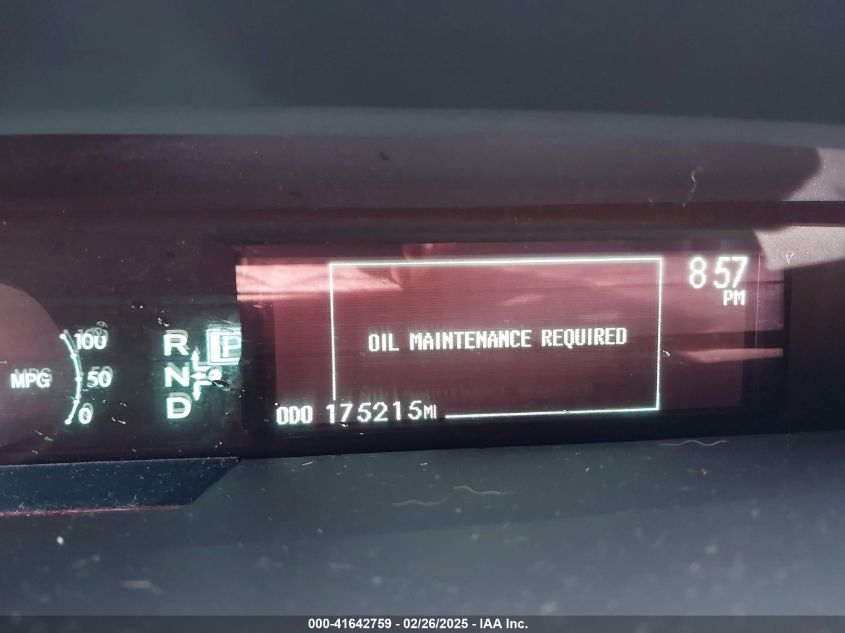 8:57
PM
OIL MAINTENANCE REQUIRED
ODO 175215MI
100
MPG 50
0
R P
N
D
000-41642759 / 02/26/2025 - IAA Inc.